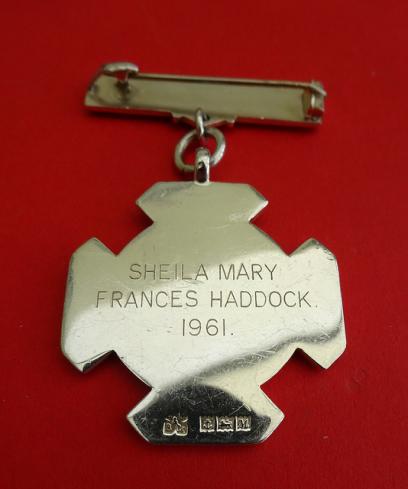 SHEILA MARY
FRANCES HADDOCK.
1961.